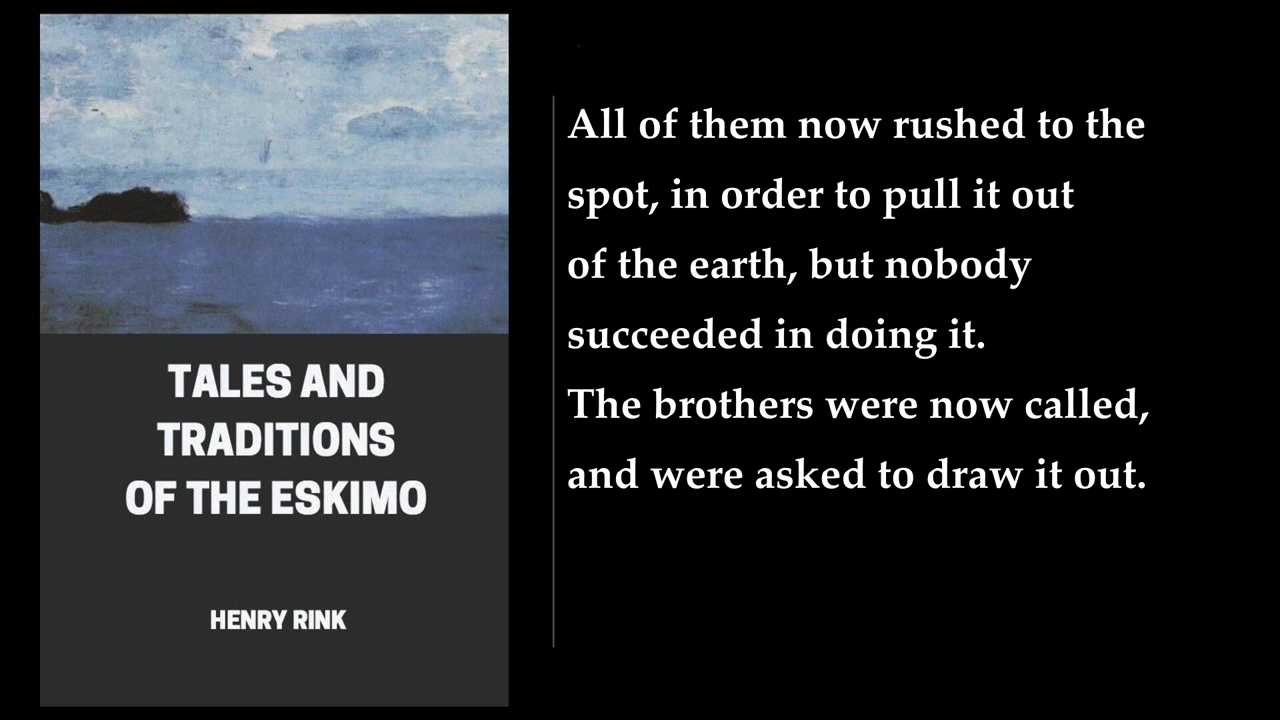 TALES AND
TRADITIONS
OF THE ESKIMO
HENRY RINK
All of them now rushed to the
spot, in order to pull it out
of the earth, but nobody
succeeded in doing it.
The brothers were now called,
and were asked to draw it out.